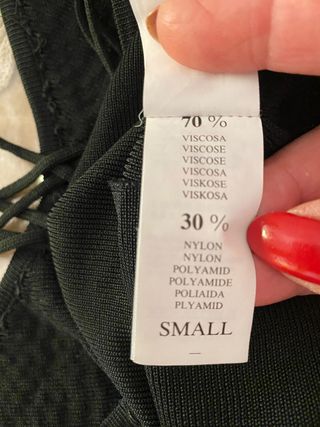 70 %
VISCOSA
VISCOSE
VISCOSE
VISCOSA
VISKOSE
VISKOSA
30 %
NYLON
NYLON
POLYAMID
POLYAMIDE
POLIAIDA
PLYAMID
SMALL
—